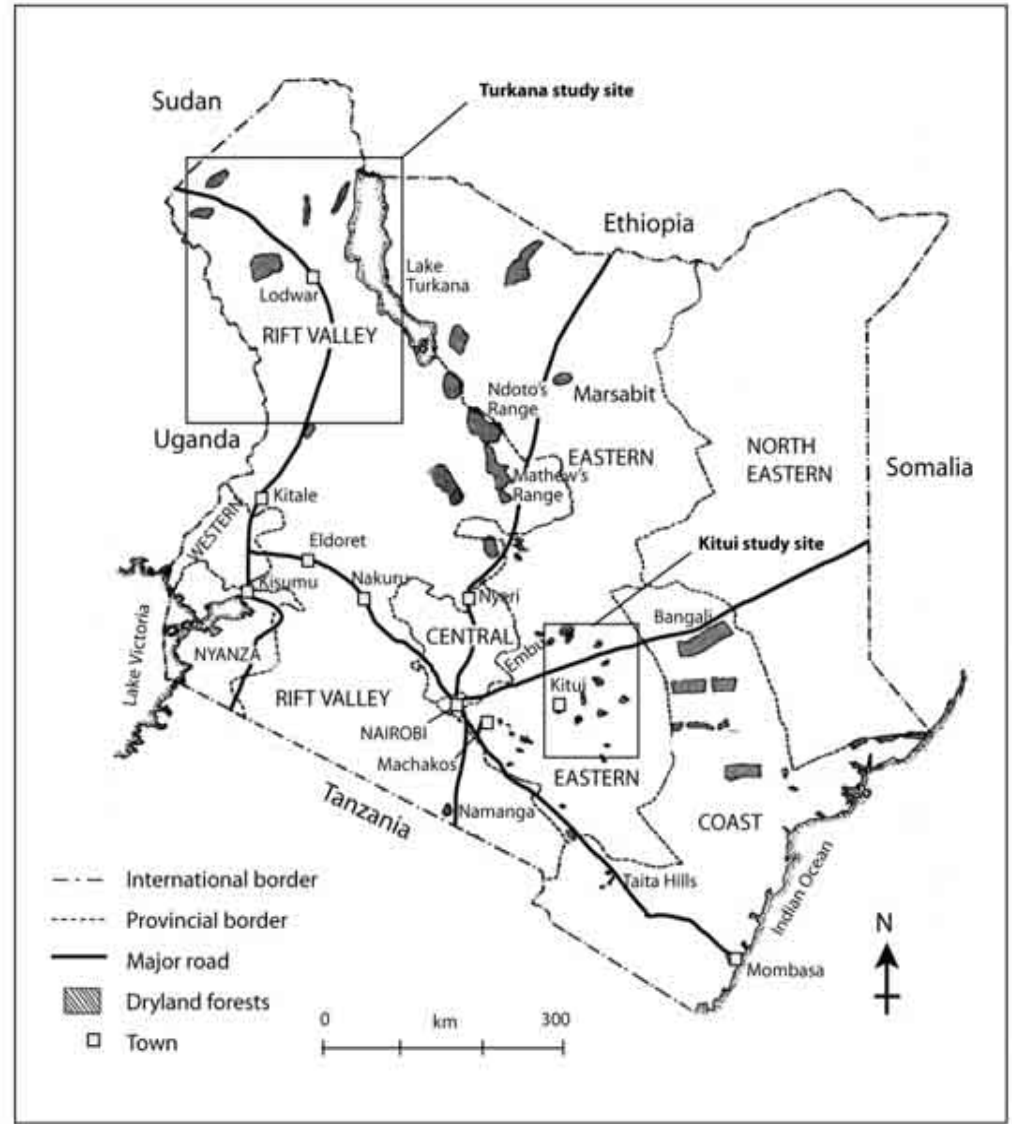 Turkana study site
Sudan
Ethiopia
Lake
Turkana
Lodwar
RIFT VALLEY
Ndoto's
Range
Marsabit
Uganda
EASTERN
NORTH
EASTERN
Somalia
Mathew's
Range
Kitale
WESTERN
Eldoret
Kitui study site
Kisumu
Nakuru
Nyeri
Bangali
CENTRAL
Embu
Lake Victoria
NYANZA
Kitui
RIFT VALLEY
NAIROBI
Machakos
EASTERN
Tanzania
Namanga
COAST
Taita Hills
Indian Ocean
Mombasa
N
International border
Provincial border
Major road
Dryland forests
Town
0 km 300